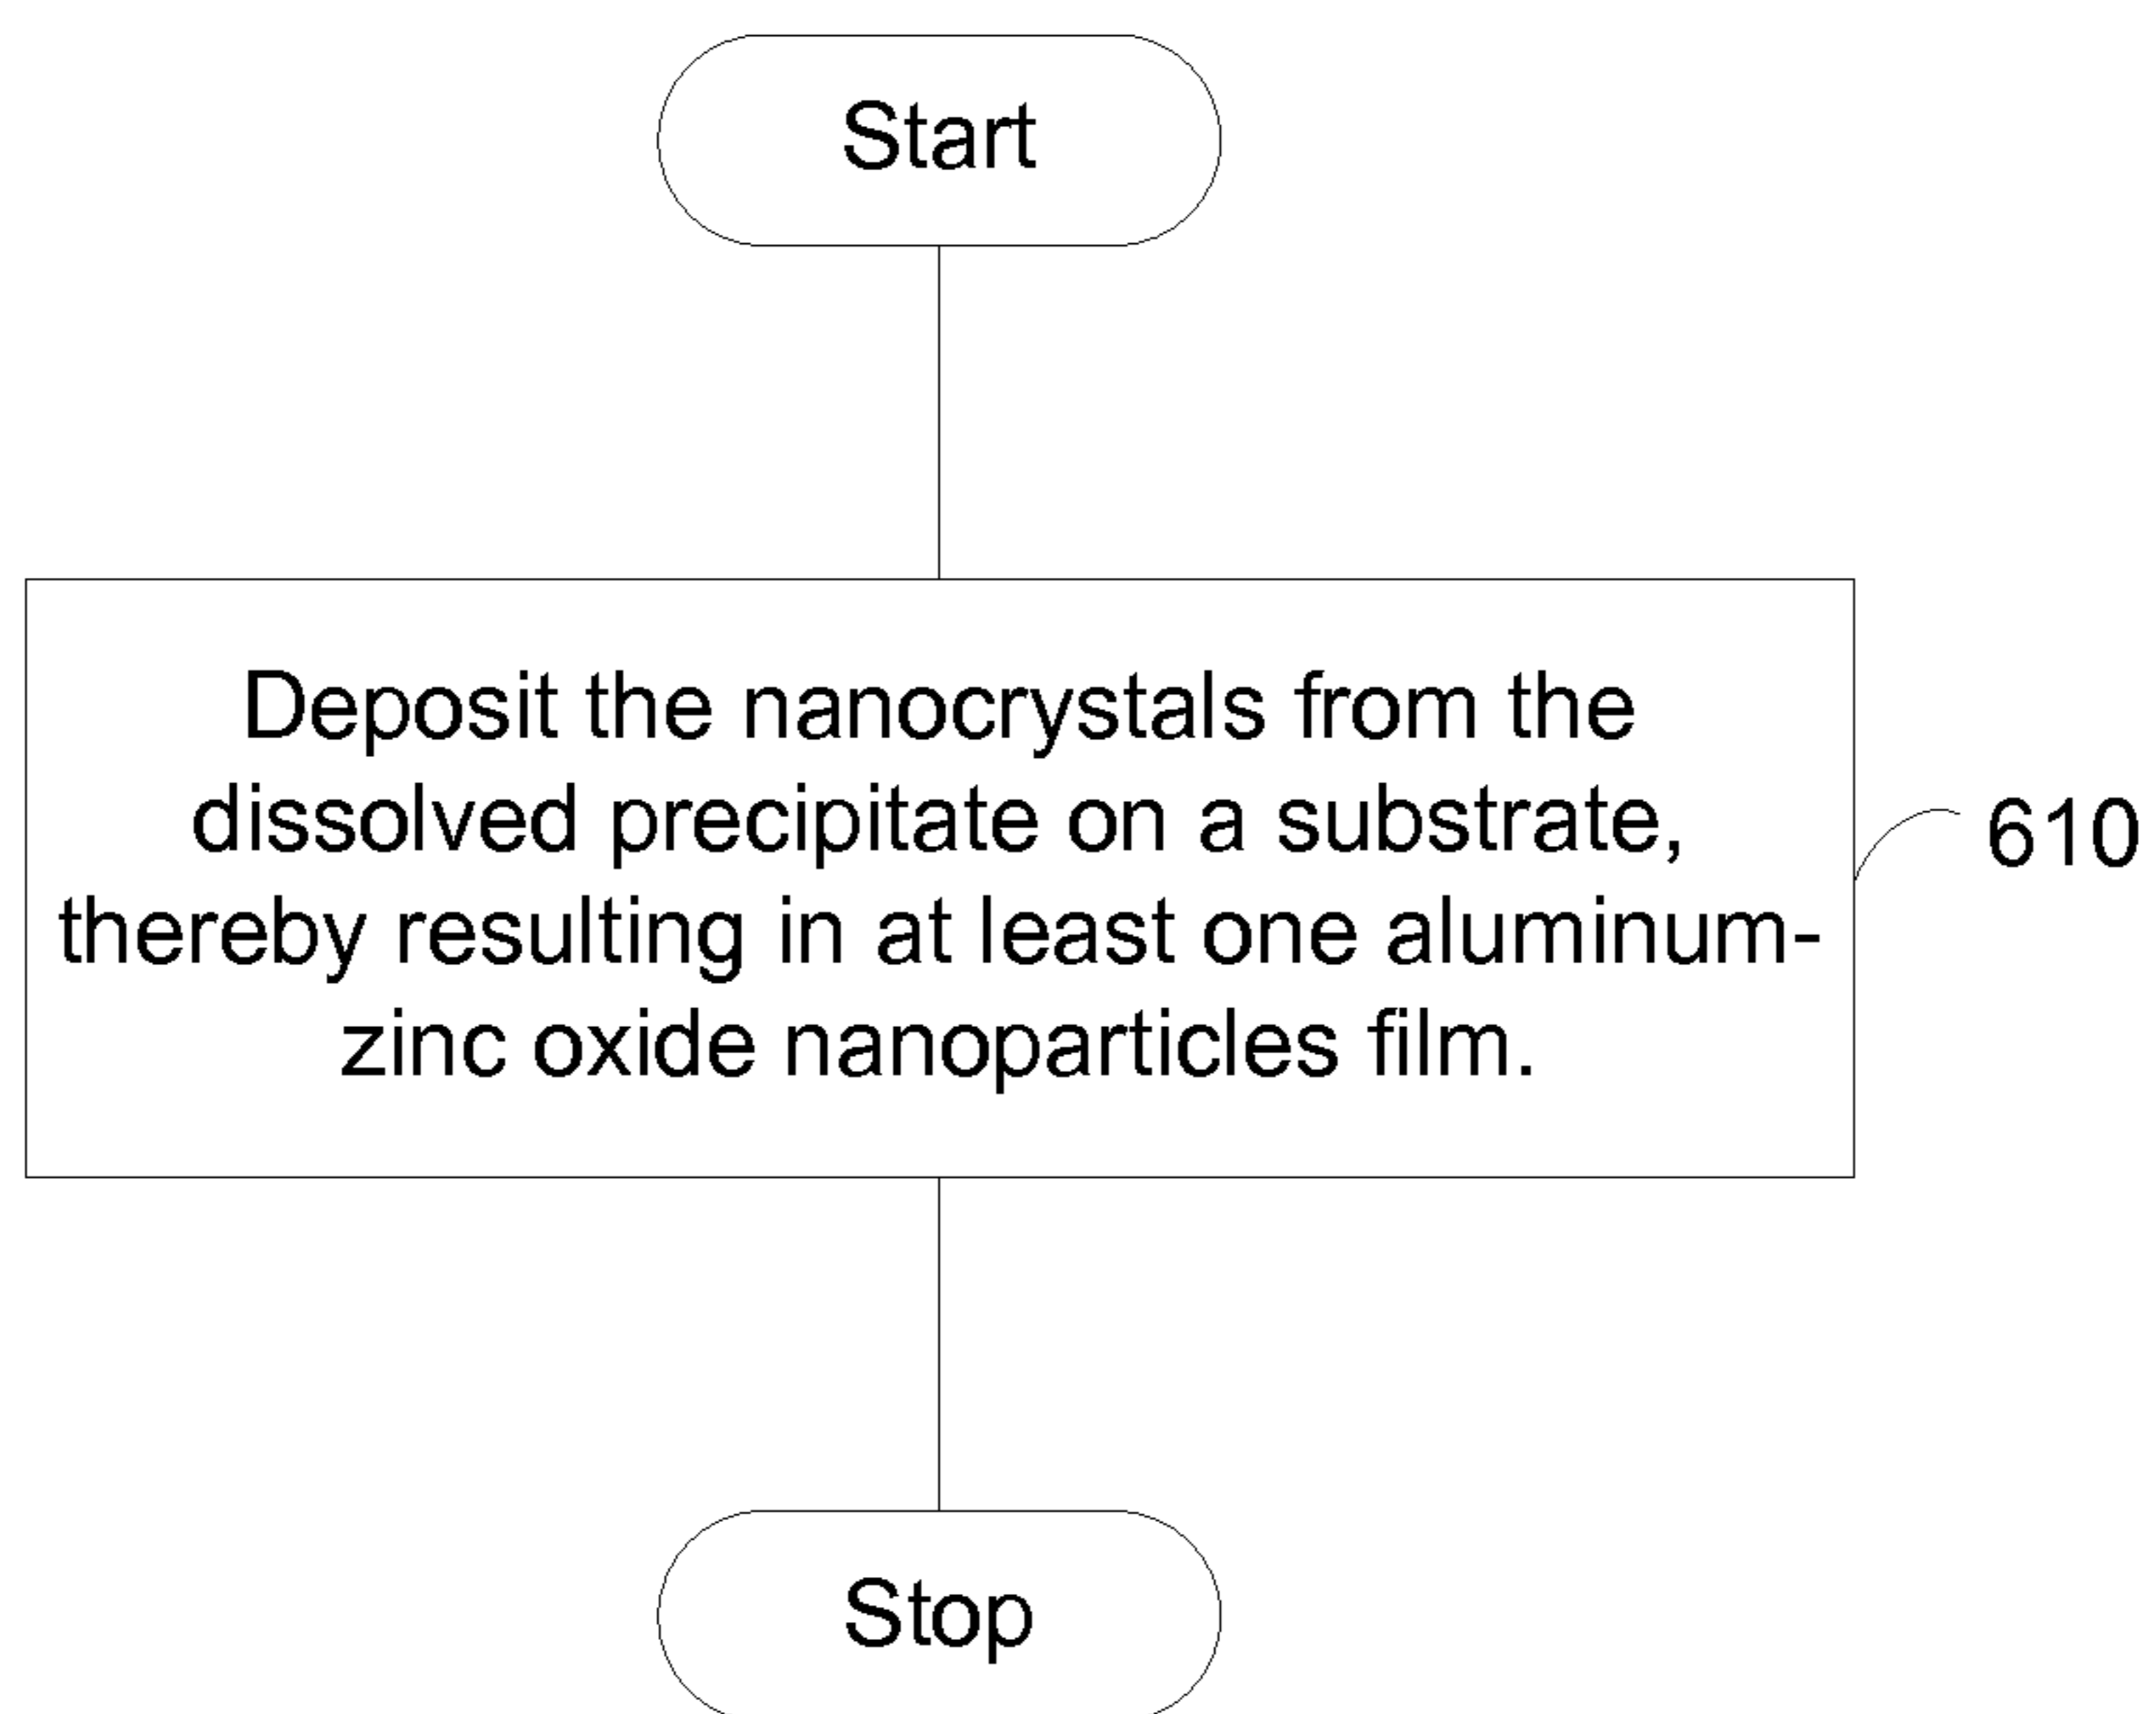 Start
Deposit the nanocrystals from the
dissolved precipitate on a substrate,
thereby resulting in at least one aluminum-
zinc oxide nanoparticles film.
610
Stop